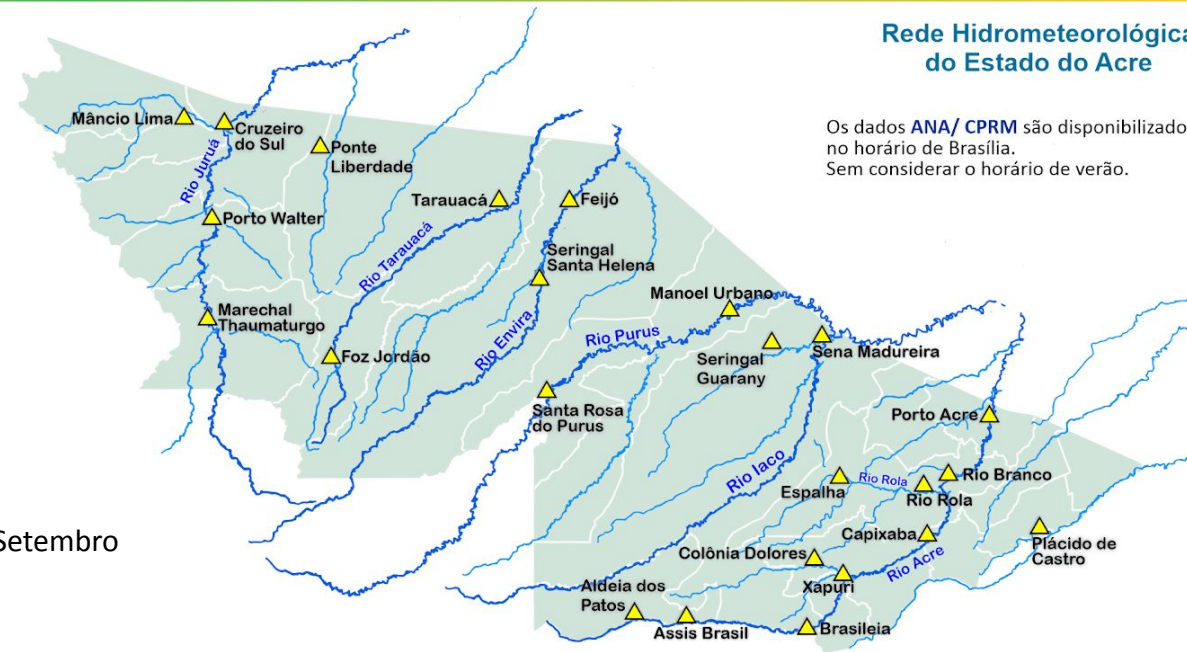 Rede Hidrometeorológica
do Estado do Acre
Os dados ANA/ CPRM são disponibilizado
no horário de Brasília.
Sem considerar o horário de verão.
Mâncio Lima
Cruzeiro
do Sul
Ponte
Liberdade
Rio Juruá
Porto Walter
Tarauacá
Feijó
Rio Tarauacá
Seringal
Santa Helena
Manoel Urbano
Marechal
Thaumaturgo
Foz Jordão
Rio Envira
Rio Purus
Seringal
Guarany
Sena Madureira
Santa Rosa
do Purus
Porto Acre
Rio Iaco
Espalha
Rio Rola
Rio Rola
Rio Branco
Setembro
Capixaba
Plácido de
Castro
Colônia Dolores
Rio Acre
Xapuri
Aldeia dos
Patos
Assis Brasil
Brasileia